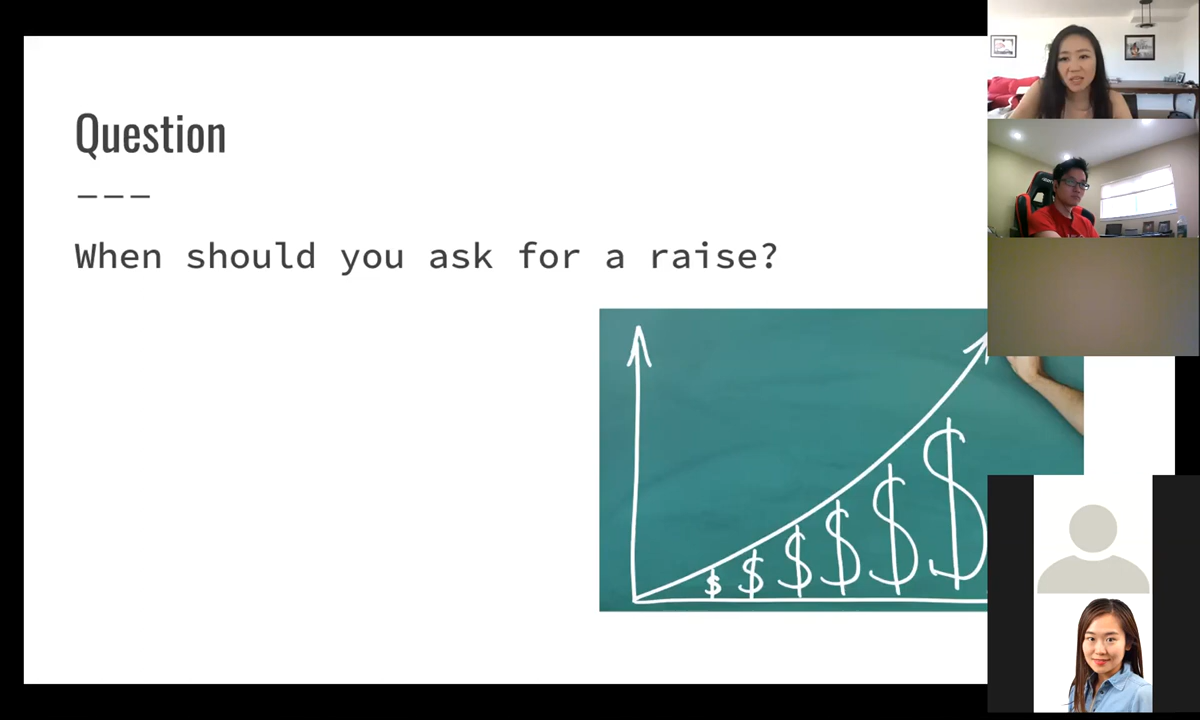 Question
---
When should you ask for a raise?
$ $ $ $ $ $